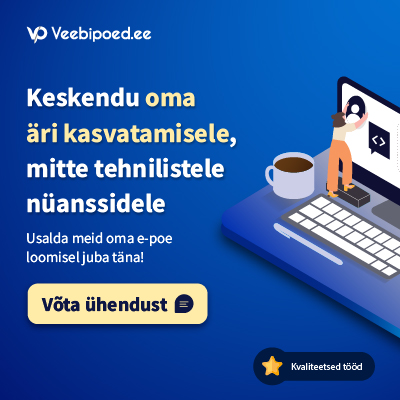 Veebipoed.ee
Keskendu oma
äri kasvatamisele,
mitte tehnilistele
nüanssidele
Usalda meid oma e-poe
loomisel juba täna!
Võta ühendust
Kvaliteetsed tööd